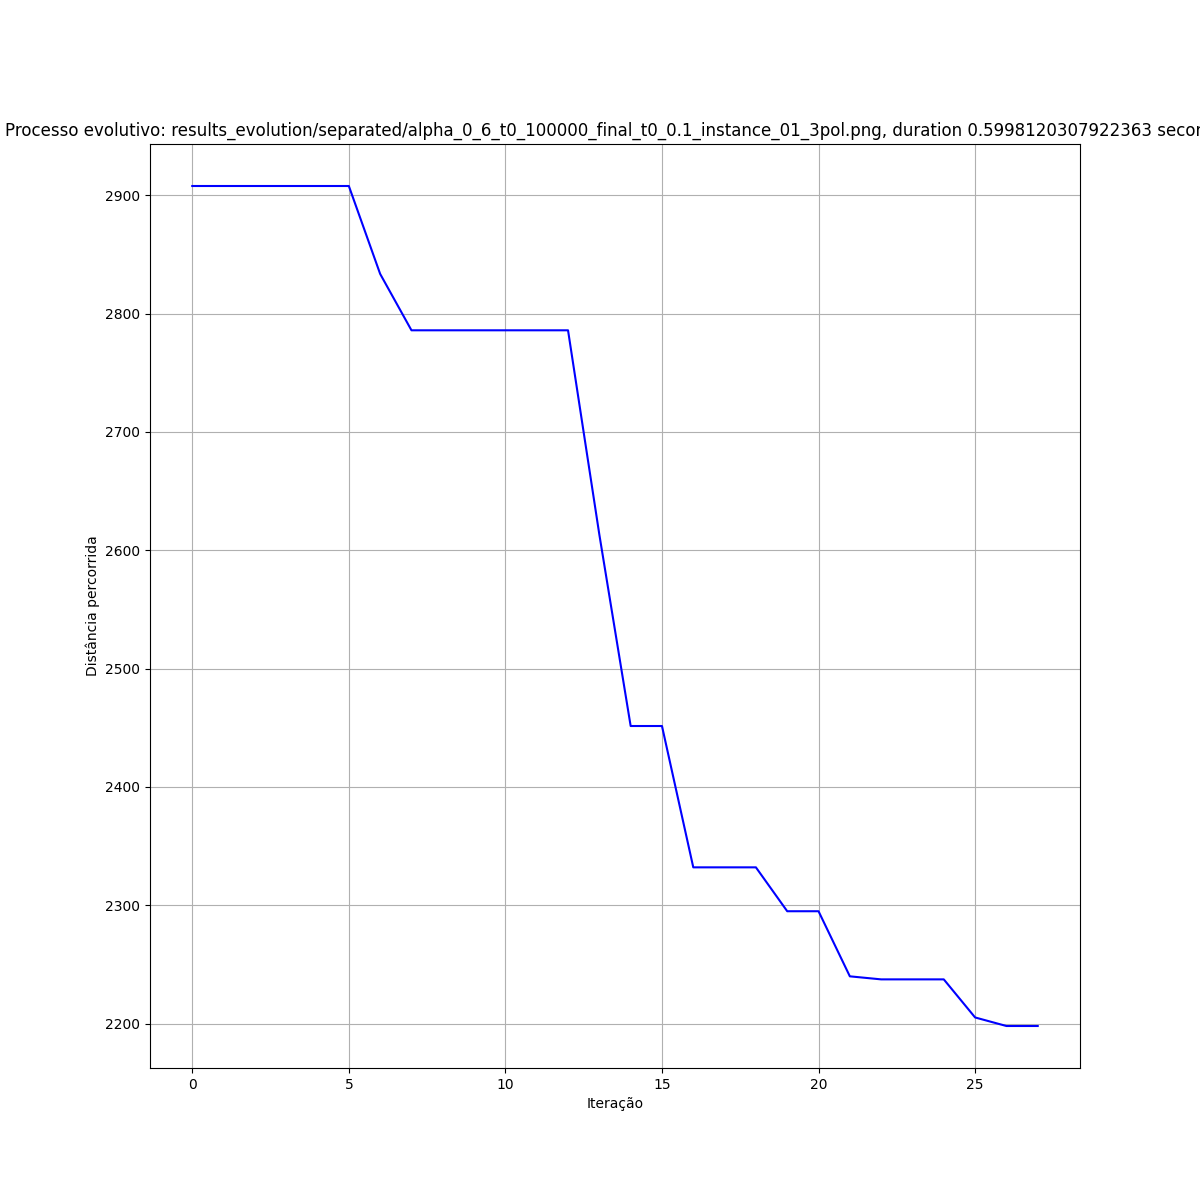 Processo evolutivo: results_evolution/separated/alpha_0_6_t0_100000_final_t0_0.1_instance_01_3pol.png, duration 0.5998120307922363
2900
2800
2700
2600
2500
2400
2300
2200
Distância percorrida
0 5 10 15 20 25
Iteração